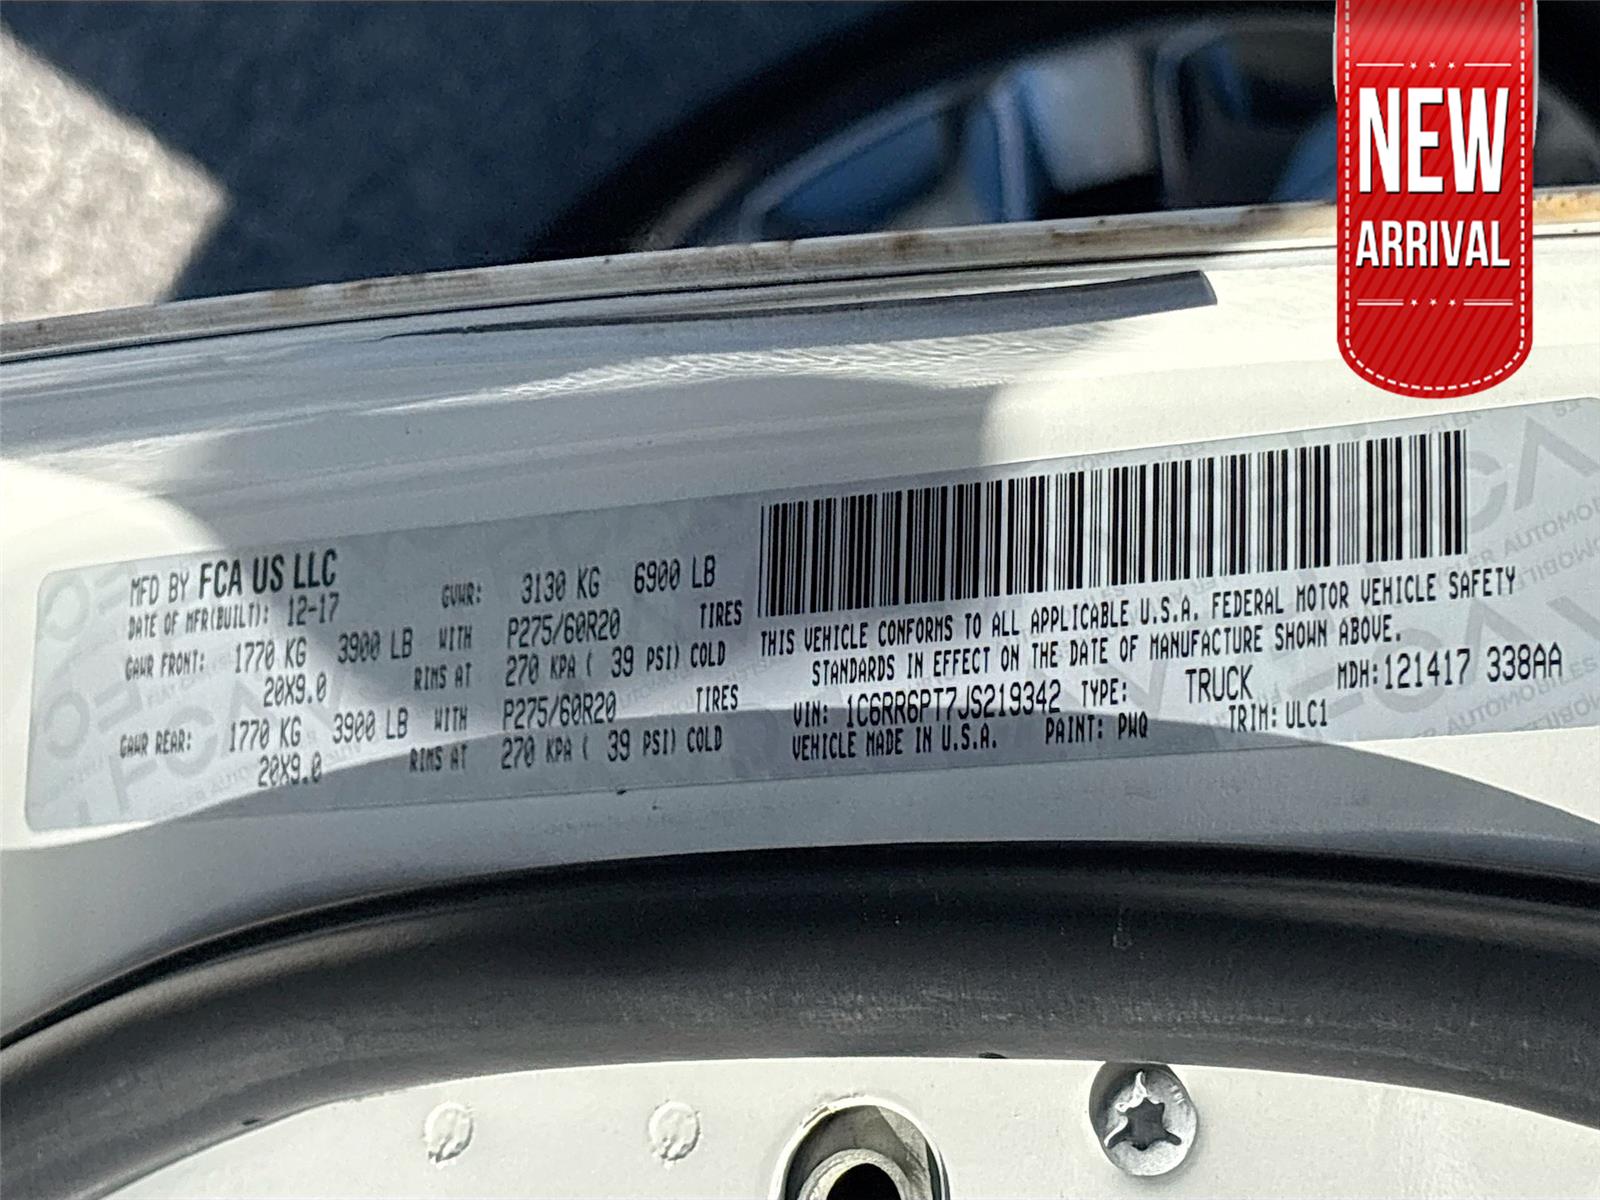 NEW
ARRIVAL
MFD BY FCA US LLC
DATE OF MFR(BUILT): 12-17
GVWR: 3130 KG 6900 LB
GAWR FRONT: 1770 KG 3900 LB WITH P275/60R20 TIRES
20X9.0 RIMS AT 270 KPA ( 39 PSI) COLD
GAWR REAR: 1770 KG 3900 LB WITH P275/60R20 TIRES
20X9.0 RIMS AT 270 KPA ( 39 PSI) COLD
THIS VEHICLE CONFORMS TO ALL APPLICABLE U.S.A. FEDERAL MOTOR VEHICLE SAFETY
STANDARDS IN EFFECT ON THE DATE OF MANUFACTURE SHOWN ABOVE.
MDH: 121417 338AA
VIN: 1C6RR6PT7JS219342 TYPE: TRUCK
VEHICLE MADE IN U.S.A. PAINT: PWQ TRIM: ULC1